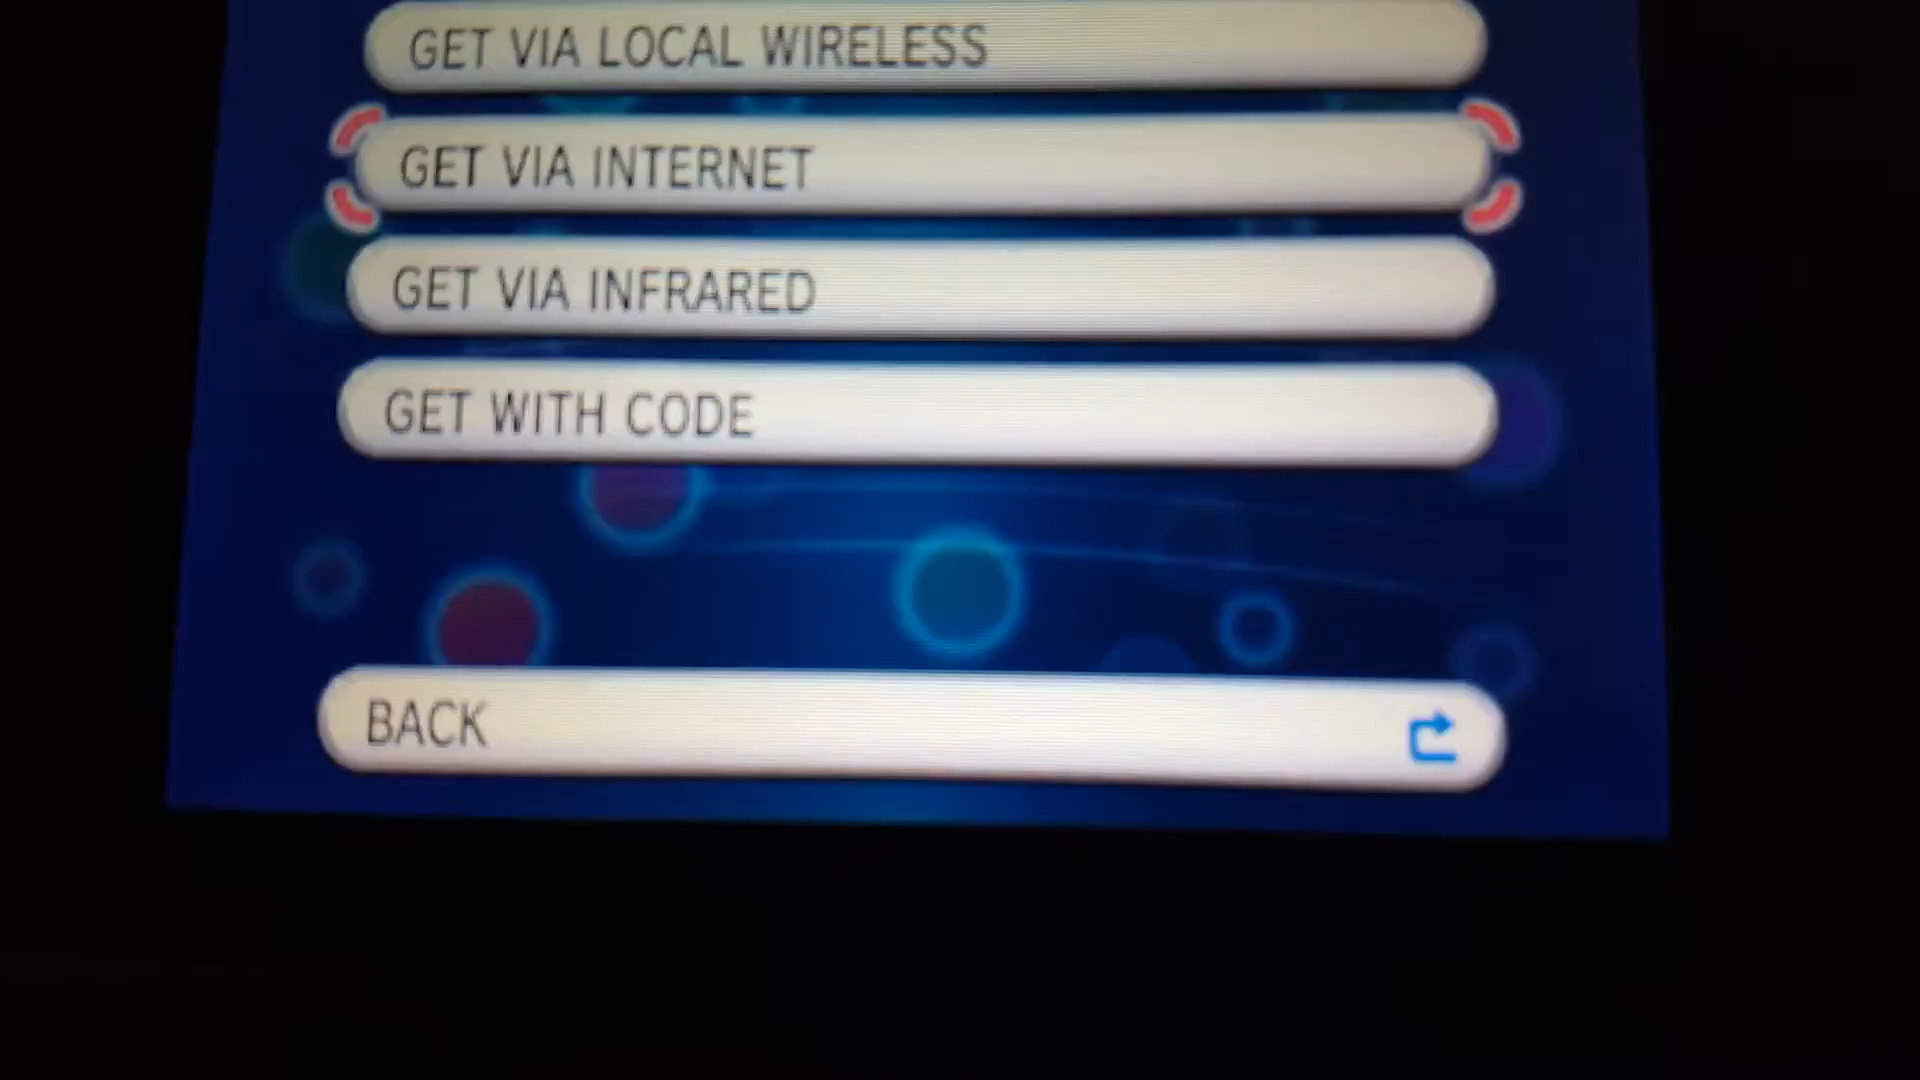 GET VIA LOCAL WIRELESS
GET VIA INTERNET
GET VIA INFRARED
GET WITH CODE
BACK